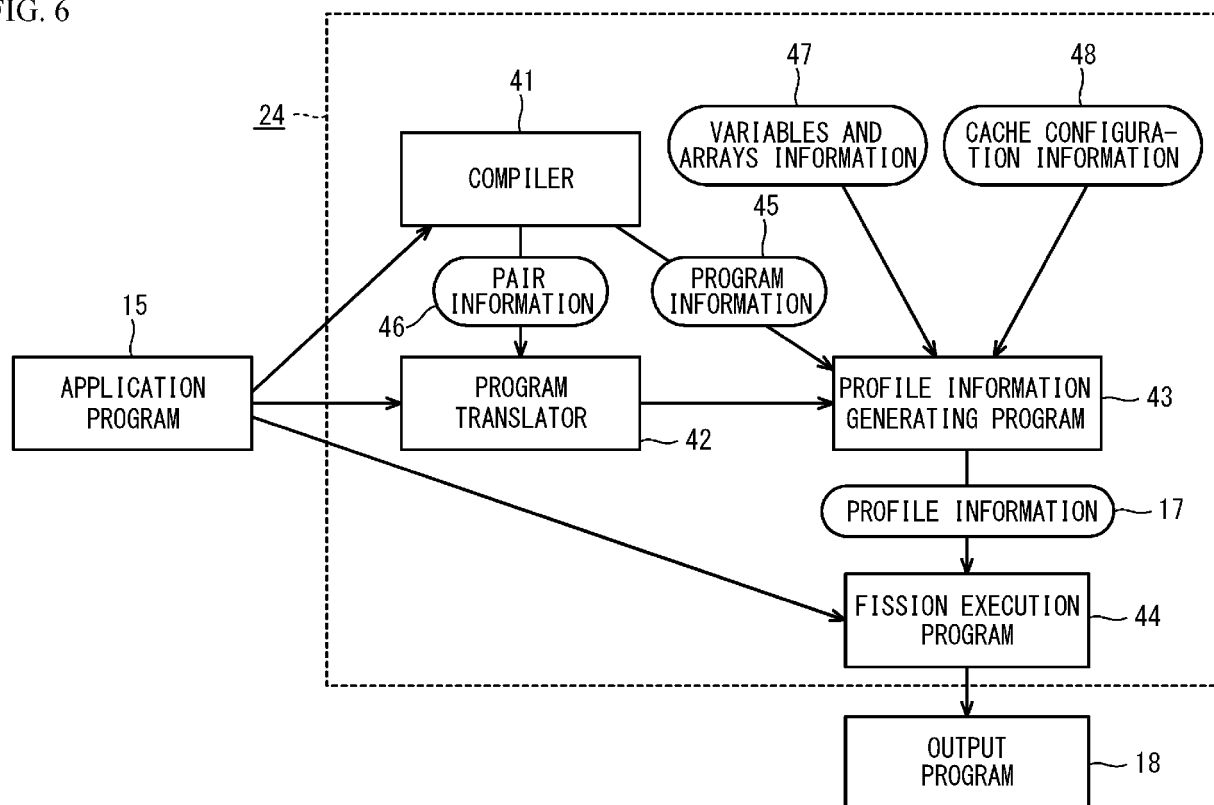 FIG. 6
47
48
41
24
VARIABLES AND
ARRAYS INFORMATION
CACHE CONFIGURA-
TION INFORMATION
COMPILER
45
PAIR
INFORMATION
PROGRAM
INFORMATION
46
15
APPLICATION
PROGRAM
PROGRAM
TRANSLATOR
42
PROFILE INFORMATION
GENERATING PROGRAM
43
PROFILE INFORMATION
17
FISSION EXECUTION
PROGRAM
44
OUTPUT
PROGRAM
18